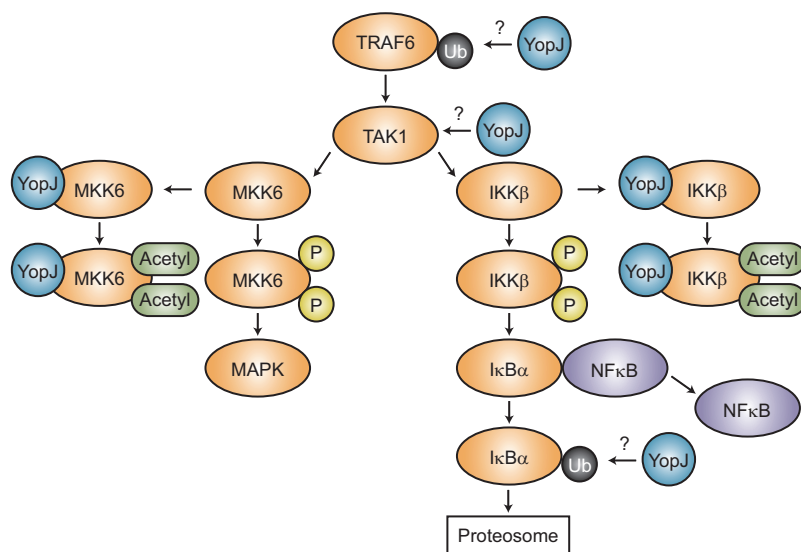 ?
TRAF6
Ub
YopJ
?
TAK1
YopJ
YopJ
MKK6
MKK6
IKKβ
YopJ
IKKβ
YopJ
MKK6
Acetyl
Acetyl
MKK6
P
P
IKKβ
P
P
YopJ
IKKβ
Acetyl
Acetyl
MAPK
IκBα
NFκB
NFκB
IκBα
Ub
?
YopJ
Proteosome